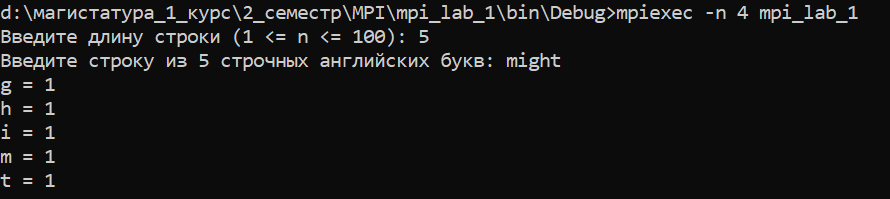 d:\магистатура_1_курс\2_семестр\MPI\mpi_lab_1\bin\Debug>mpiexec -n 4 mpi_lab_1
Введите длину строки (1 <= n <= 100): 5
Введите строку из 5 строчных английских букв: might
g = 1
h = 1
i = 1
m = 1
t = 1